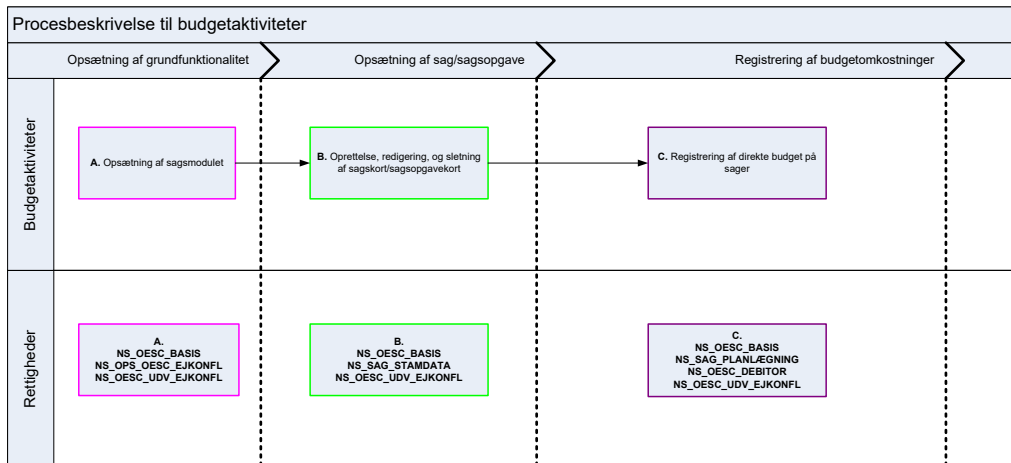 Procesbeskrivelse til budgetaktiviteter
Opsætning af grundfunktionalitet
Opsætning af sag/sagsopgave
Registrering af budgetomkostninger
Budgetaktiviteter
A. Opsætning af sagsmodulet
B. Oprettelse, redigering, og sletning
af sagskort/sagsopgavekort
C. Registrering af direkte budget på
sager
Rettigheder
A.
NS_OESC_BASIS
NS_OPS_OESC_EJKONFL
NS_OESC_UDV_EJKONFL
B.
NS_OESC_BASIS
NS_SAG_STAMDATA
NS_OESC_UDV_EJKONFL
C.
NS_OESC_BASIS
NS_SAG_PLANLÆGNING
NS_OESC_DEBITOR
NS_OESC_UDV_EJKONFL